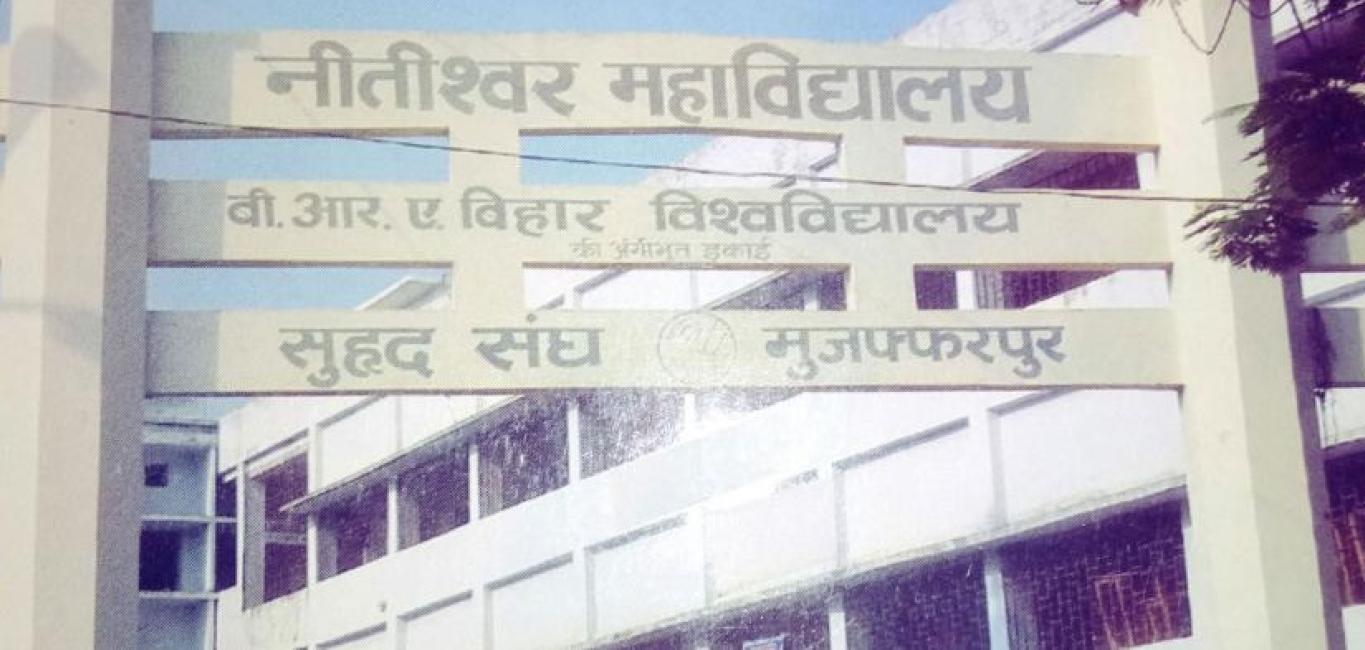 नीतीश्वर महाविद्यालय
बी. आर. ए. विहार विश्वविद्यालय
की अंगीभूत इकाई
सुहृद संघ मुजफ्फरपुर